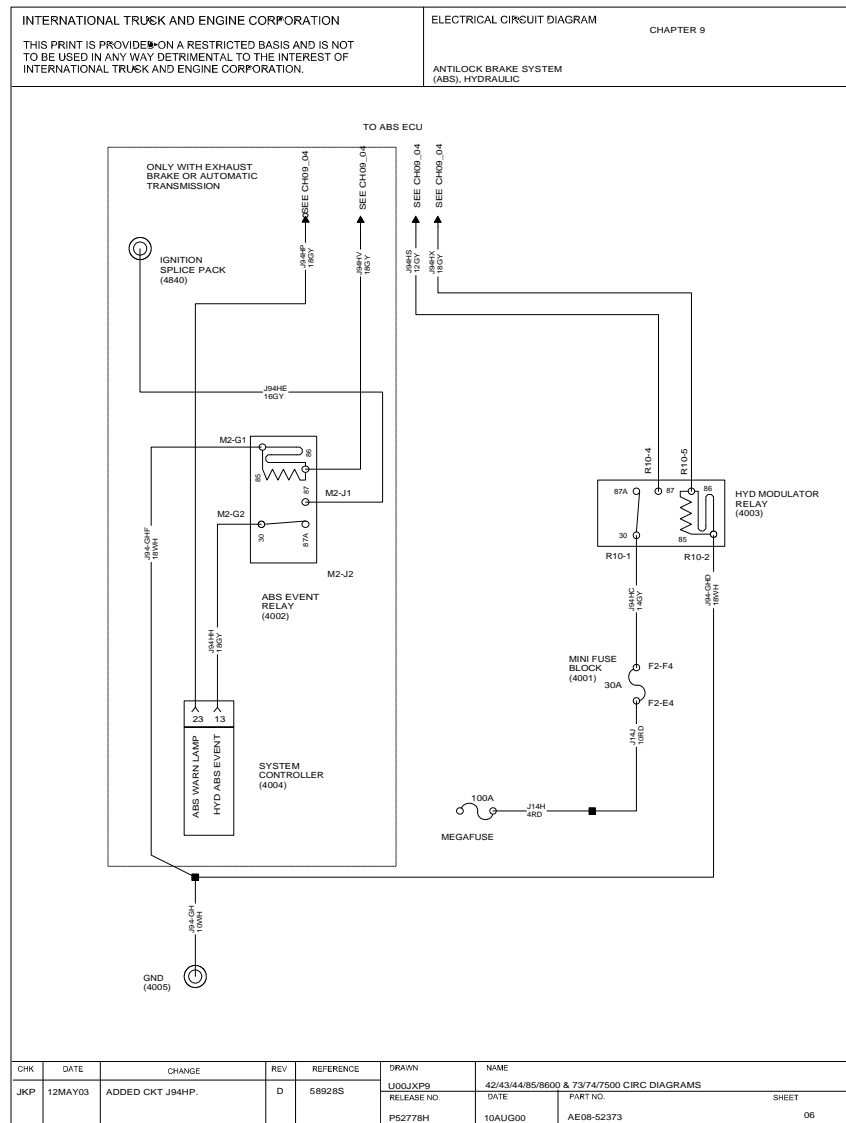 INTERNATIONAL TRUCK AND ENGINE CORPORATION
THIS PRINT IS PROVIDED ON A RESTRICTED BASIS AND IS NOT
TO BE USED IN ANY WAY DETRIMENTAL TO THE INTEREST OF
INTERNATIONAL TRUCK AND ENGINE CORPORATION.
ELECTRICAL CIRCUIT DIAGRAM
CHAPTER 9
ANTILOCK BRAKE SYSTEM
(ABS), HYDRAULIC
TO ABS ECU
ONLY WITH EXHAUST
BRAKE OR AUTOMATIC
TRANSMISSION
SEE CH09_04
SEE CH09_04
SEE CH09_04
SEE CH09_04
J94HP
18GY
J94HV
18GY
J94HS
12GY
J94HX
18GY
IGNITION
SPLICE PACK
(4840)
J94HE
16GY
M2-G1
86
85
87
M2-J1
M2-G2
30
87A
M2-J2
ABS EVENT
RELAY
(4002)
J94-GHF
18WH
J94HH
18GY
R10-4
R10-5
87A
87
86
30
85
HYD MODULATOR
RELAY
(4003)
R10-1
R10-2
J94HC
14GY
J94-GHD
18WH
MINI FUSE
BLOCK
(4001)
30A
F2-F4
F2-E4
J14J
10RD
23
13
ABS WARN LAMP
HYD ABS EVENT
SYSTEM
CONTROLLER
(4004)
100A
J14H
4RD
MEGAFUSE
J94-GH
10WH
GND
(4005)
CHK DATE CHANGE REV REFERENCE DRAWN NAME
JKP 12MAY03 ADDED CKT J94HP. D 58928S
U00JXP9 42/43/44/85/8600 & 73/74/7500 CIRC DIAGRAMS
RELEASE NO. DATE PART NO. SHEET
P52778H 10AUG00 AE08-52373 06